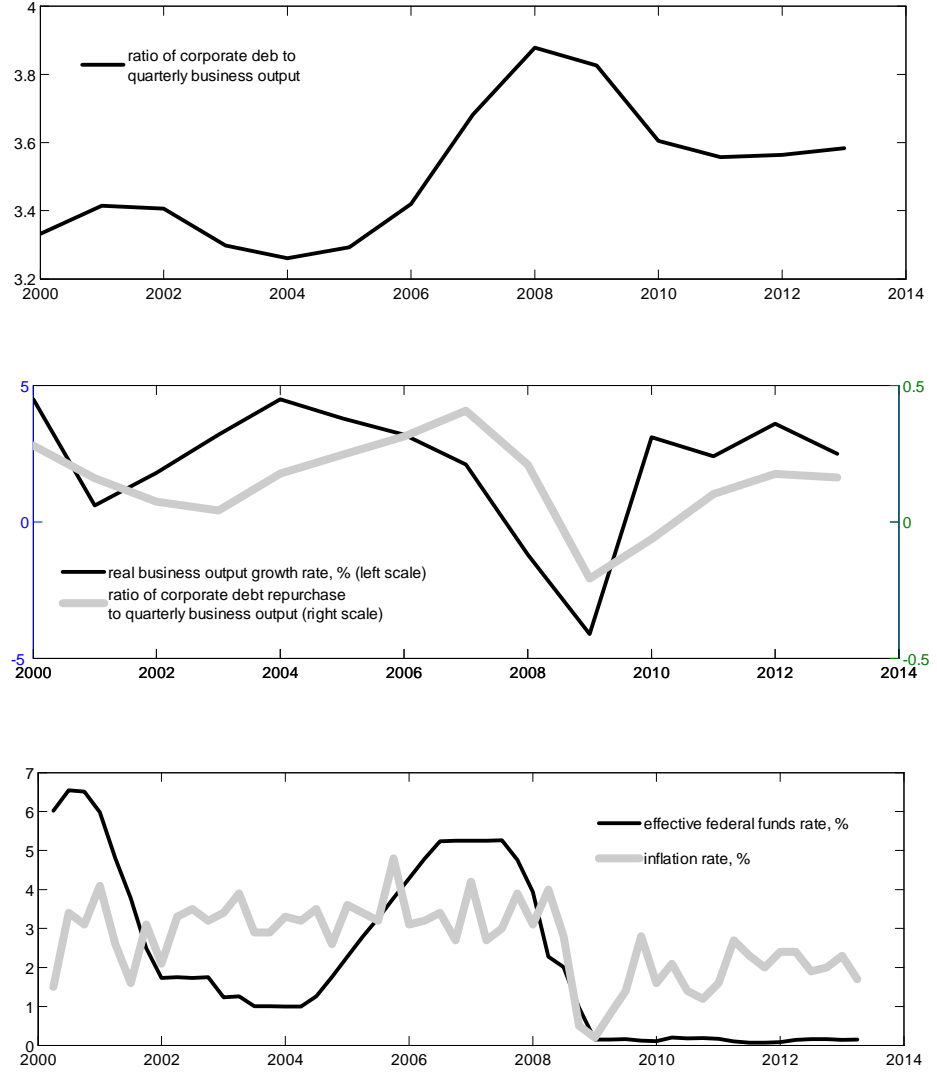 4
3.8
3.6
3.4
3.2
ratio of corporate deb to
quarterly business output
2000 2002 2004 2006 2008 2010 2012 2014
5
0
-5
0.5
0
-0.5
real business output growth rate, % (left scale)
ratio of corporate debt repurchase
to quarterly business output (right scale)
2000 2002 2004 2006 2008 2010 2012 2014
7
6
5
4
3
2
1
0
effective federal funds rate, %
inflation rate, %
2000 2002 2004 2006 2008 2010 2012 2014